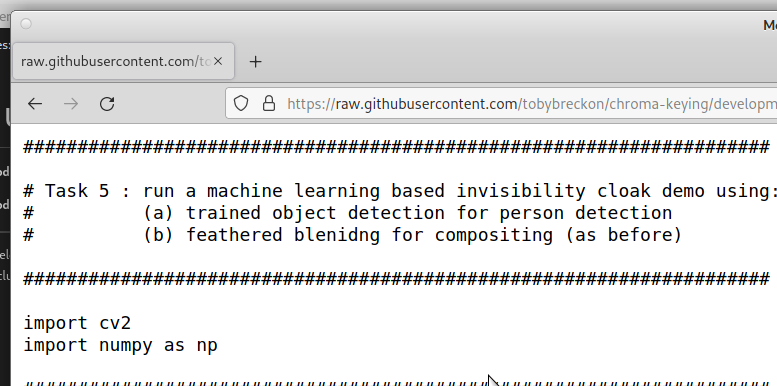 Mo
raw.githubusercontent.com/to
https://raw.githubusercontent.com/tobybreckon/chroma-keying/developm
#####################################################################
# Task 5 : run a machine learning based invisibility cloak demo using:
#          (a) trained object detection for person detection
#          (b) feathered blenidng for compositing (as before)
#####################################################################
import cv2
import numpy as np